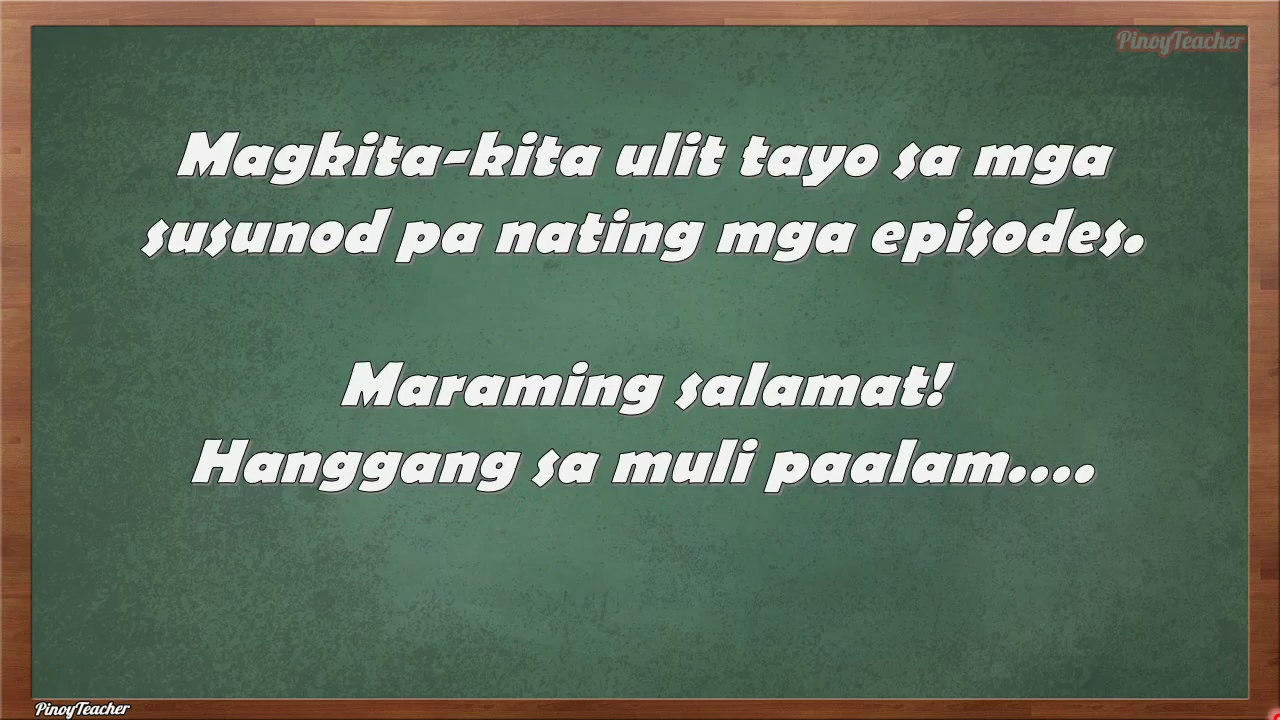 PinoyTeacher
Magkita-kita ulit tayo sa mga
susunod pa nating mga episodes.
Maraming salamat!
Hanggang sa muli paalam....
PinoyTeacher